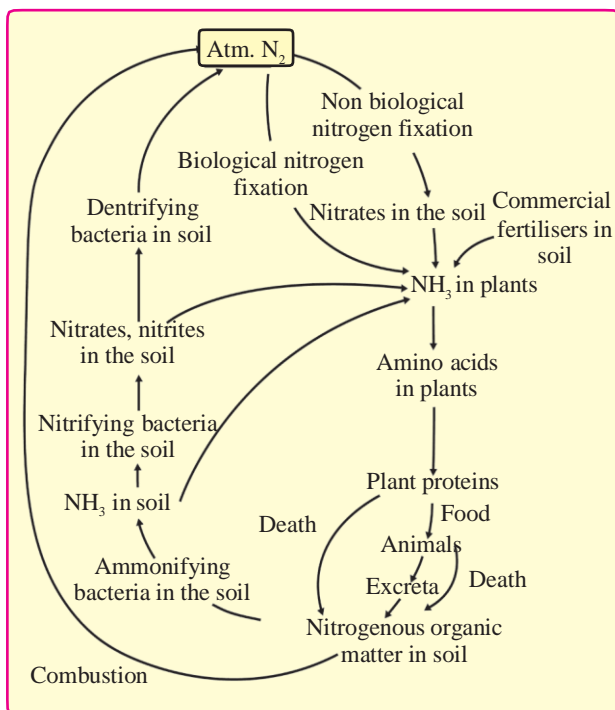 Atm. N₂
Non biological
nitrogen fixation
Biological nitrogen
fixation
Dentrifying
bacteria in soil
Nitrates in the soil
Commercial
fertilisers in
soil
NH₃ in plants
Nitrates, nitrites
in the soil
Amino acids
in plants
Nitrifying bacteria
in the soil
Plant proteins
NH₃ in soil
Food
Death
Animals
Ammonifying
bacteria in the soil
Excreta
Death
Nitrogenous organic
matter in soil
Combustion